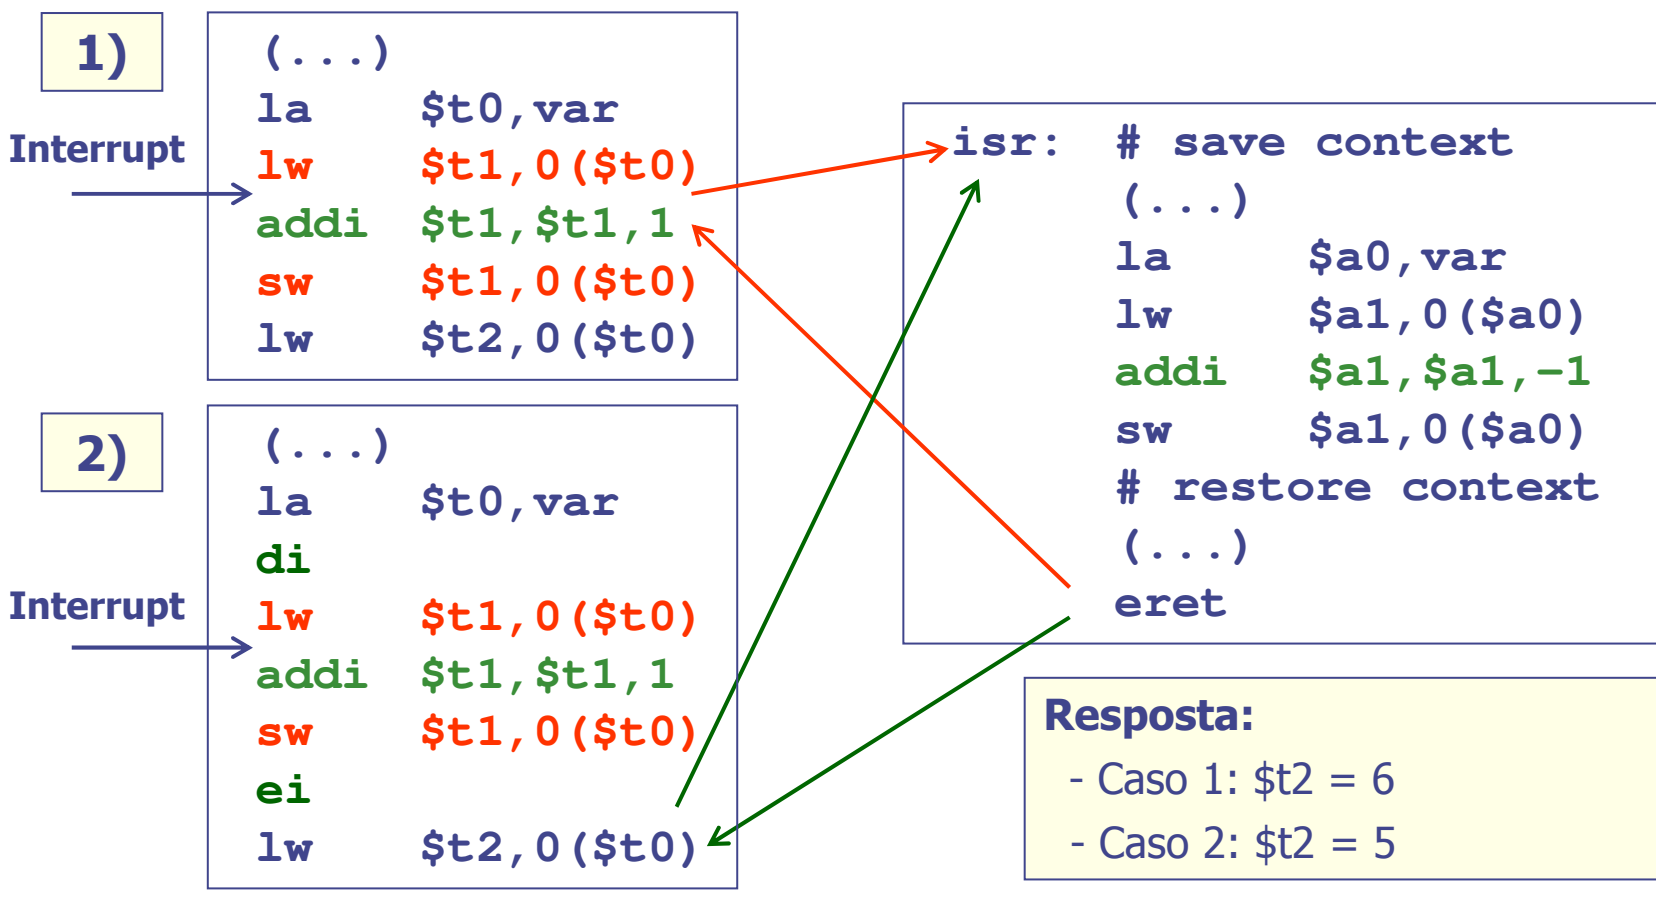 1)
(...)
la $t0,var
Interrupt
lw $t1,0($t0)
addi $t1,$t1,1
sw $t1,0($t0)
lw $t2,0($t0)
2)
(...)
la $t0,var
di
Interrupt
lw $t1,0($t0)
addi $t1,$t1,1
sw $t1,0($t0)
ei
lw $t2,0($t0)
isr: # save context
(...)
la $a0,var
lw $a1,0($a0)
addi $a1,$a1,–1
sw $a1,0($a0)
# restore context
(...)
eret
Resposta:
- Caso 1: $t2 = 6
- Caso 2: $t2 = 5